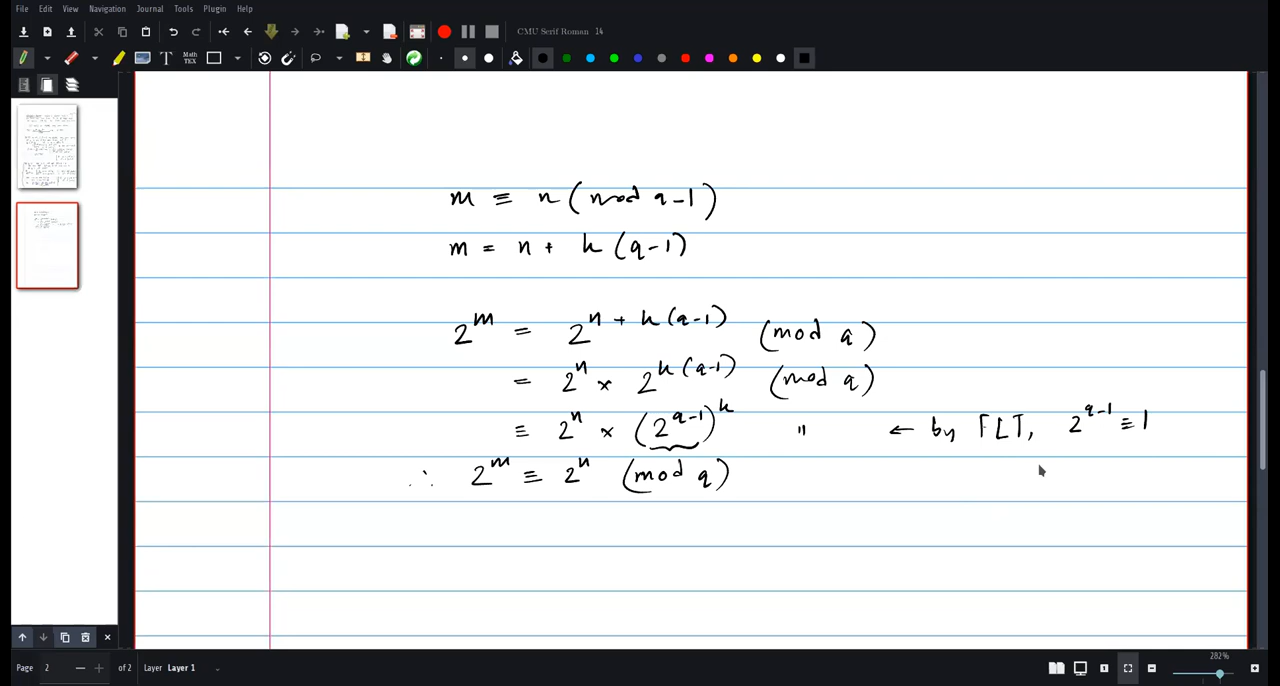 File Edit View Navigation Journal Tools Plugin Help
CMU Serif Roman 14
m ≡ n (mod q-1)
m = n + k (q-1)
2^m = 2^{n + k(q-1)} (mod q)
= 2^n × 2^{k(q-1)} (mod q)
≡ 2^n × (2^{q-1})^k " ← by FLT, 2^{q-1} ≡ 1
∴ 2^m ≡ 2^n (mod q)
Page 2 of 2 Layer Layer 1 282%